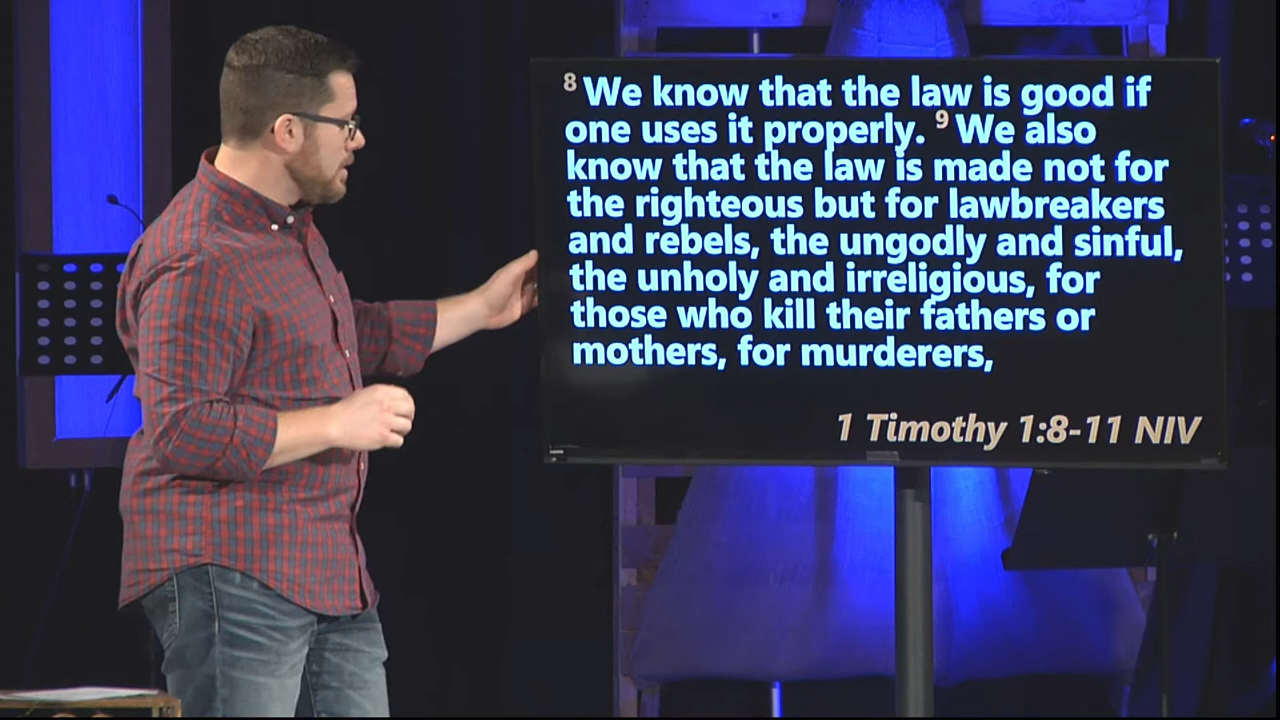 8 We know that the law is good if
one uses it properly. 9 We also
know that the law is made not for
the righteous but for lawbreakers
and rebels, the ungodly and sinful,
the unholy and irreligious, for
those who kill their fathers or
mothers, for murderers,
1 Timothy 1:8-11 NIV